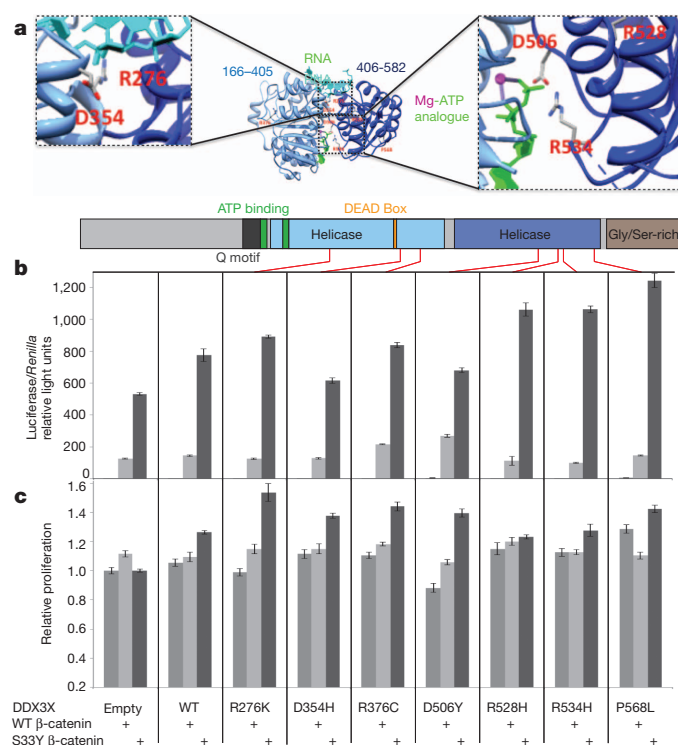 a
D506
R528
RNA
166–405
406-582
R276
Mg-ATP
analogue
D354
R534
ATP binding
DEAD Box
Helicase
Helicase
Gly/Ser-rich
Q motif
b
1,200
1,000
800
600
400
200
0
Luciferase/Renilla
relative light units
c
1.6
1.4
1.2
1.0
0.8
0.6
0.4
0.2
Relative proliferation
DDX3X Empty WT R276K D354H R376C D506Y R528H R534H P568L
WT β-catenin + + + + + + + + +
S33Y β-catenin + + + + + + + + +